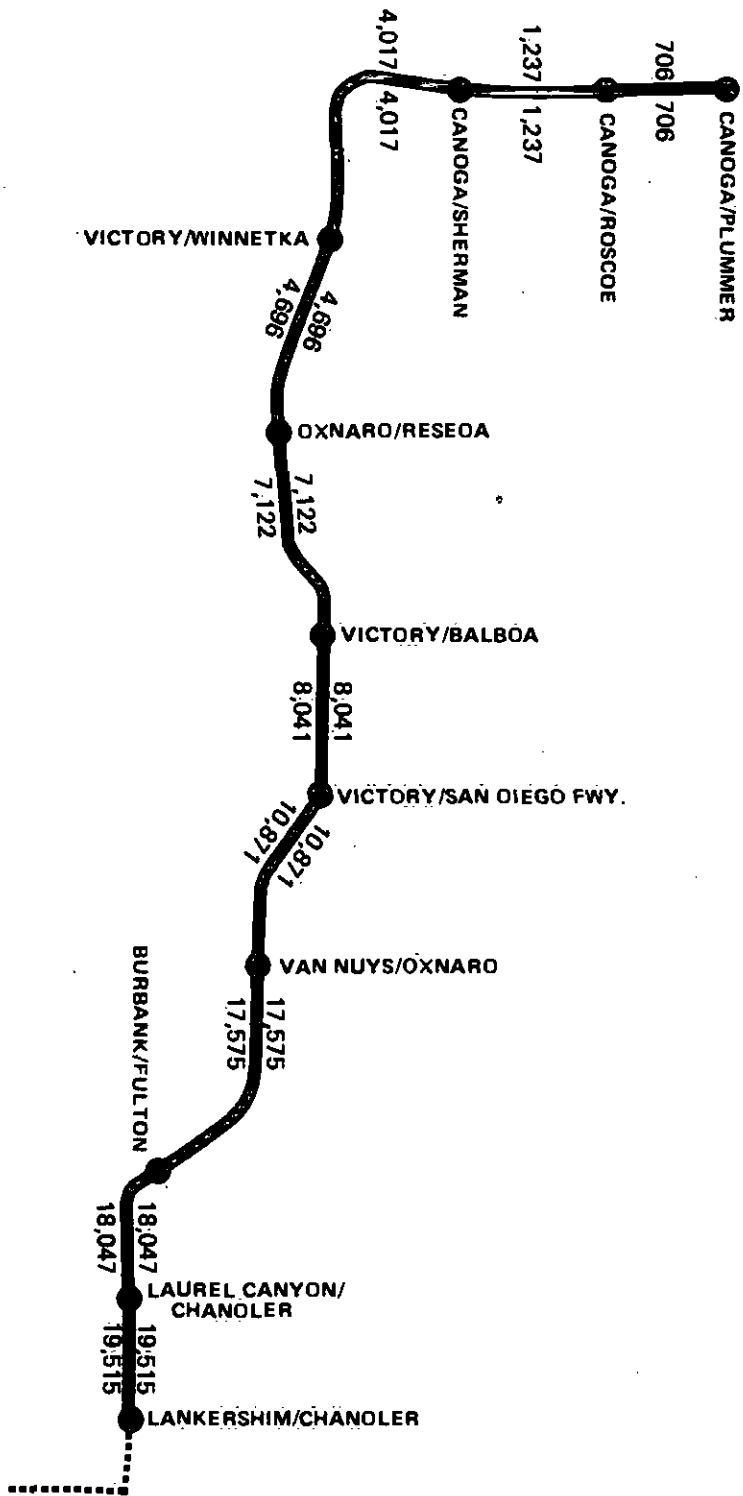 CANOGA/PLUMMER
706
706
CANOGA/ROSCOE
1,237
1,237
CANOGA/SHERMAN
4,017
4,017
VICTORY/WINNETKA
4,696
4,696
OXNARO/RESEOA
7,122
7,122
VICTORY/BALBOA
8,041
8,041
VICTORY/SAN OIEGO FWY.
10,871
10,871
VAN NUYS/OXNARO
17,575
17,575
BURBANK/FULTON
18,047
18,047
LAUREL CANYON/
CHANOLER
19,515
19,515
LANKERSHIM/CHANOLER